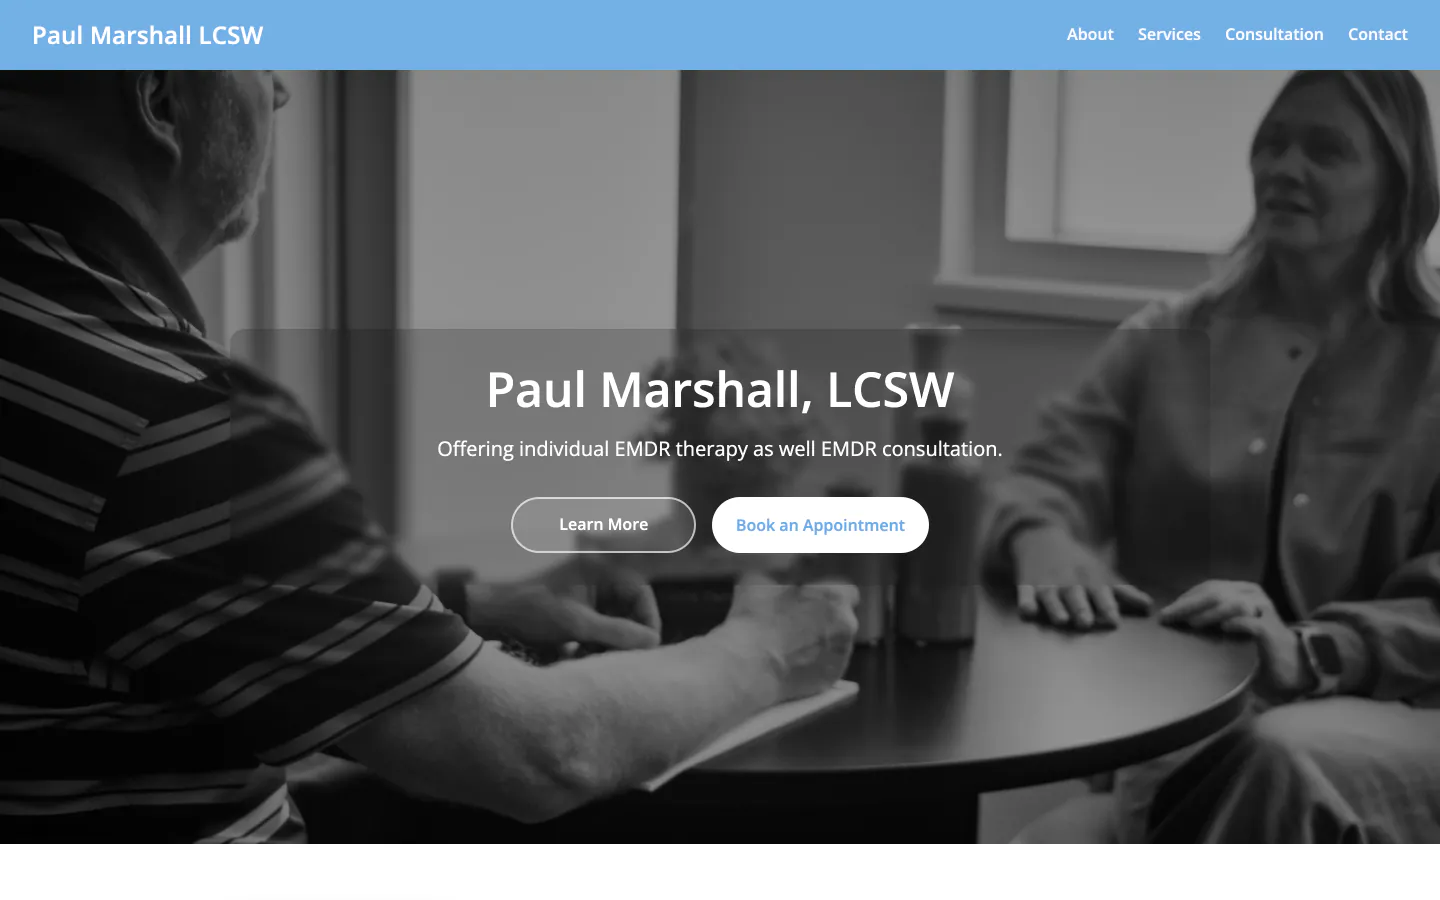 Paul Marshall LCSW
About
Services
Consultation
Contact
Paul Marshall, LCSW
Offering individual EMDR therapy as well EMDR consultation.
Learn More
Book an Appointment